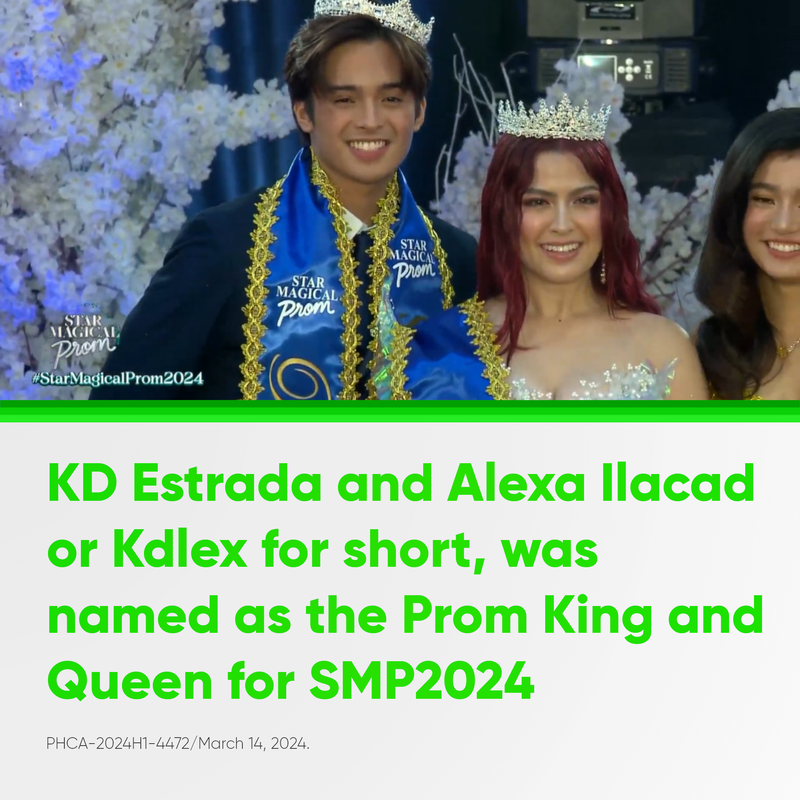 STAR
MAGICAL
Prom
STAR
MAGICAL
Prom
STAR
MAGICAL
Prom
#StarMagicalProm2024
KD Estrada and Alexa Ilacad
or Kdlex for short, was
named as the Prom King and
Queen for SMP2024
PHCA-2024H1-4472/March 14, 2024.